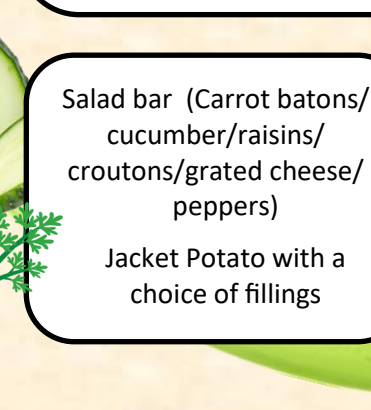 Salad bar  (Carrot batons/
cucumber/raisins/
croutons/grated cheese/
peppers)
Jacket Potato with a
choice of fillings